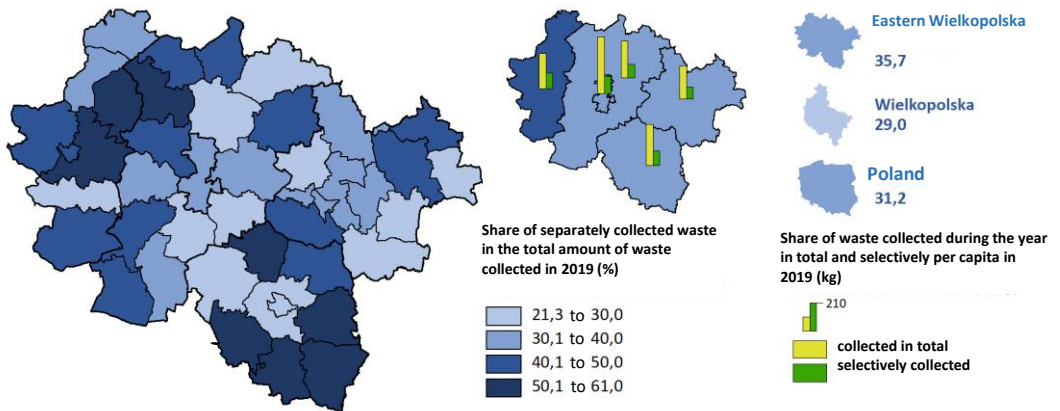 Eastern Wielkopolska
35,7
Wielkopolska
29,0
Poland
31,2
Share of separately collected waste
in the total amount of waste
collected in 2019 (%)
21,3 to 30,0
30,1 to 40,0
40,1 to 50,0
50,1 to 61,0
Share of waste collected during the year
in total and selectively per capita in
2019 (kg)
210
collected in total
selectively collected